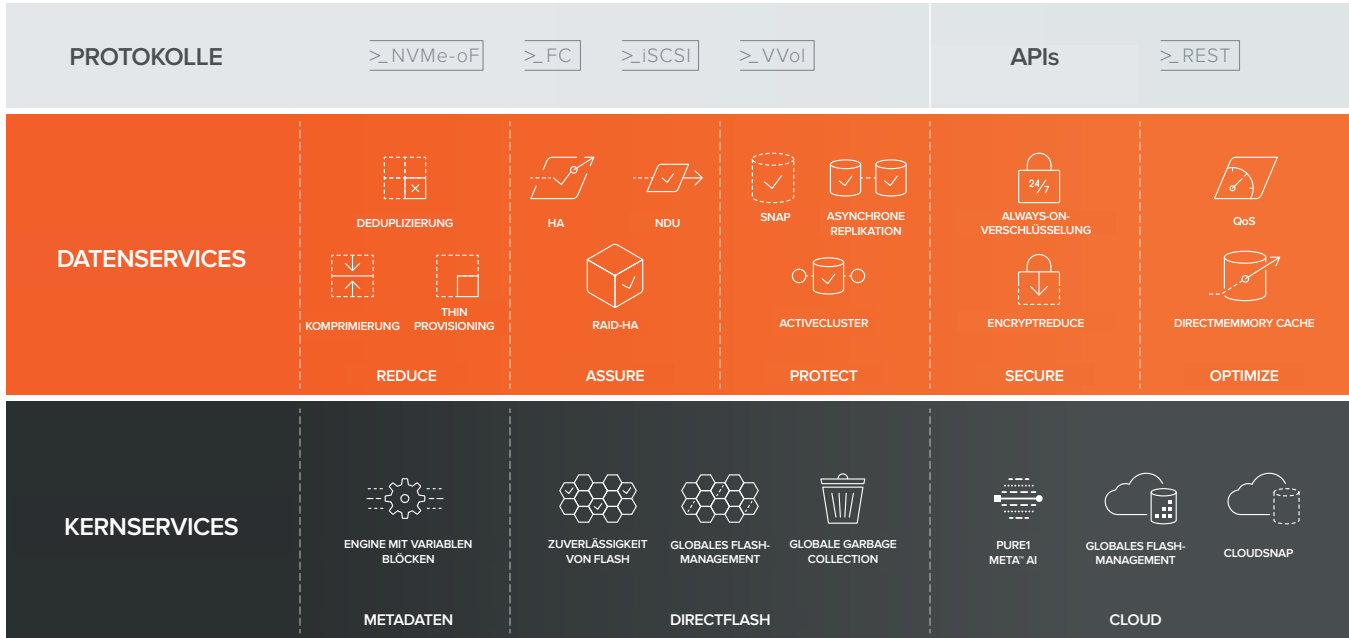 PROTOKOLLE
>_NVMe-oF
>_FC
>_iSCSI
>_VVol
APIs
>_REST
DATENSERVICES
DEDUPLIZIERUNG
KOMPRIMIERUNG
THIN
PROVISIONING
REDUCE
HA
NDU
RAID-HA
ASSURE
SNAP
ASYNCHRONE
REPLIKATION
ACTIVECLUSTER
PROTECT
24/7
ALWAYS-ON-
VERSCHLÜSSELUNG
ENCRYPTREDUCE
SECURE
QoS
DIRECTMEMMORY CACHE
OPTIMIZE
KERNSERVICES
ENGINE MIT VARIABLEN
BLÖCKEN
METADATEN
ZUVERLÄSSIGKEIT
VON FLASH
GLOBALES FLASH-
MANAGEMENT
GLOBALE GARBAGE
COLLECTION
DIRECTFLASH
PURE1
META™ AI
GLOBALES FLASH-
MANAGEMENT
CLOUDSNAP
CLOUD